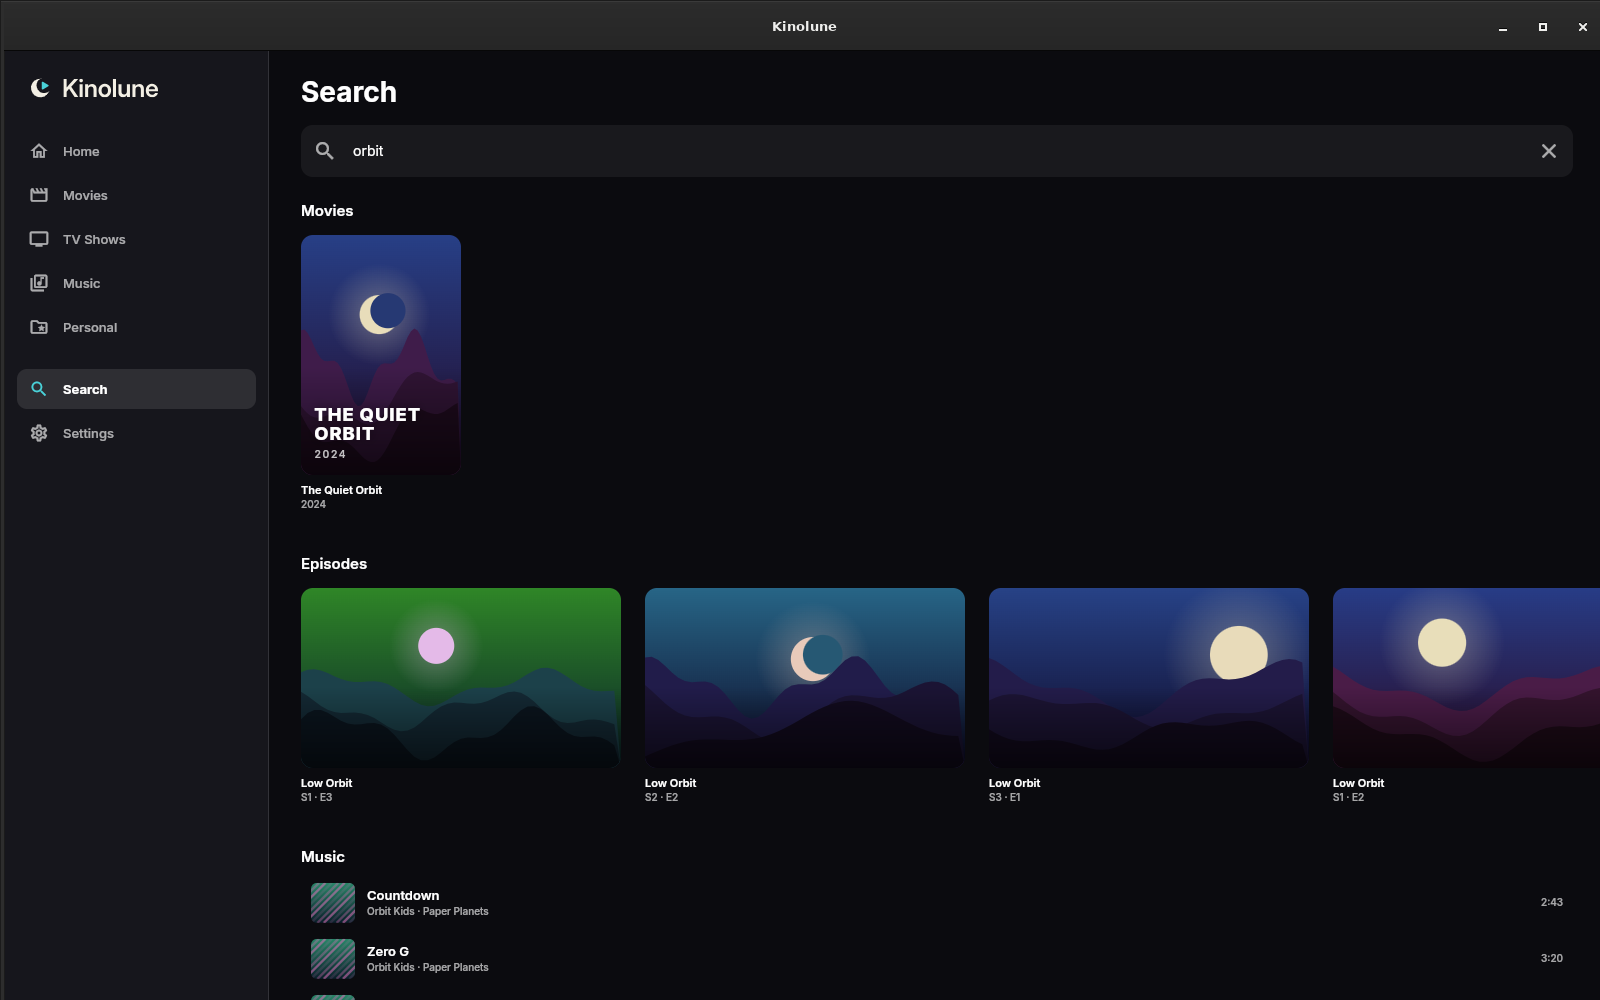 Kinolune
Kinolune
Home
Movies
TV Shows
Music
Personal
Search
Settings
Search
orbit
Movies
THE QUIET
ORBIT
2024
The Quiet Orbit
2024
Episodes
Low Orbit
S1 · E3
Low Orbit
S2 · E2
Low Orbit
S3 · E1
Low Orbit
S1 · E2
Music
Countdown
Orbit Kids · Paper Planets
2:43
Zero G
Orbit Kids · Paper Planets
3:20